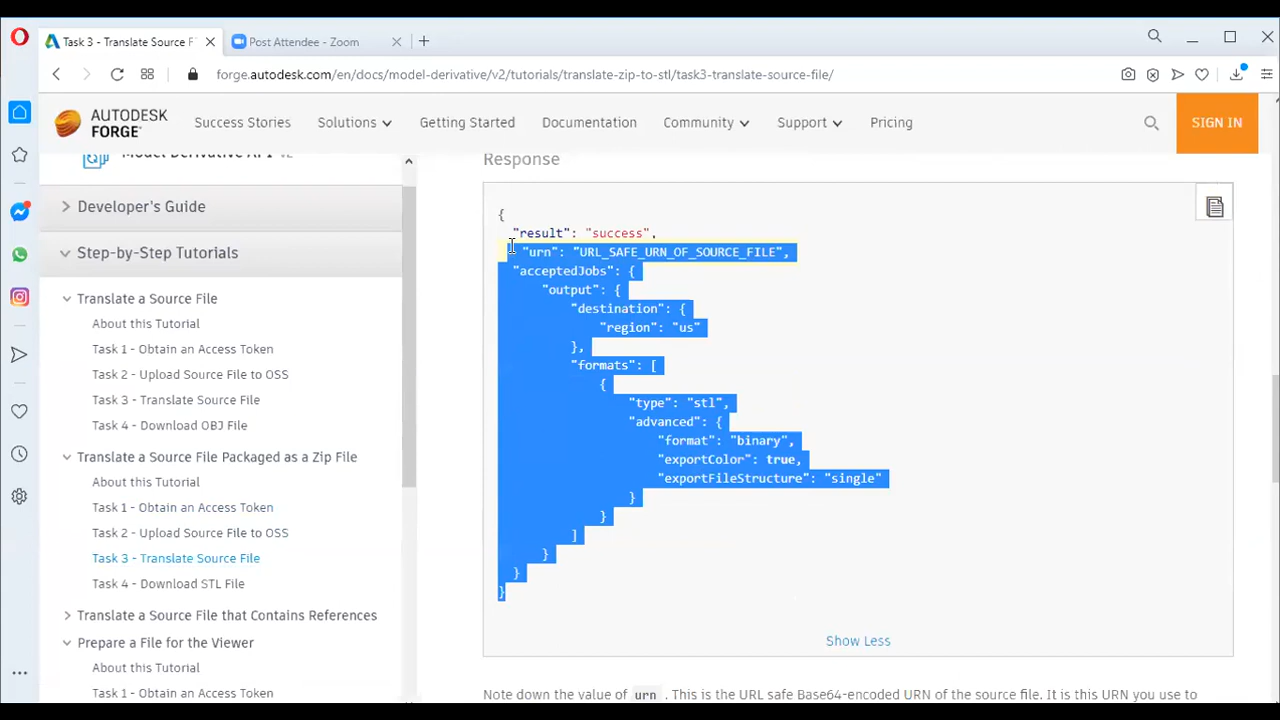 Task 3 - Translate Source F
Post Attendee - Zoom
forge.autodesk.com/en/docs/model-derivative/v2/tutorials/translate-zip-to-stl/task3-translate-source-file/
AUTODESK
FORGE
Success Stories
Solutions
Getting Started
Documentation
Community
Support
Pricing
SIGN IN
Model Derivative API V2
Developer's Guide
Step-by-Step Tutorials
Translate a Source File
About this Tutorial
Task 1 - Obtain an Access Token
Task 2 - Upload Source File to OSS
Task 3 - Translate Source File
Task 4 - Download OBJ File
Translate a Source File Packaged as a Zip File
About this Tutorial
Task 1 - Obtain an Access Token
Task 2 - Upload Source File to OSS
Task 3 - Translate Source File
Task 4 - Download STL File
Translate a Source File that Contains References
Prepare a File for the Viewer
About this Tutorial
Task 1 - Obtain an Access Token
Response
{
"result": "success",
"urn": "URL_SAFE_URN_OF_SOURCE_FILE",
"acceptedJobs": {
"output": {
"destination": {
"region": "us"
},
"formats": [
{
"type": "stl",
"advanced": {
"format": "binary",
"exportColor": true,
"exportFileStructure": "single"
}
}
]
}
}
}
Show Less
Note down the value of urn . This is the URL safe Base64-encoded URN of the source file. It is this URN you use to